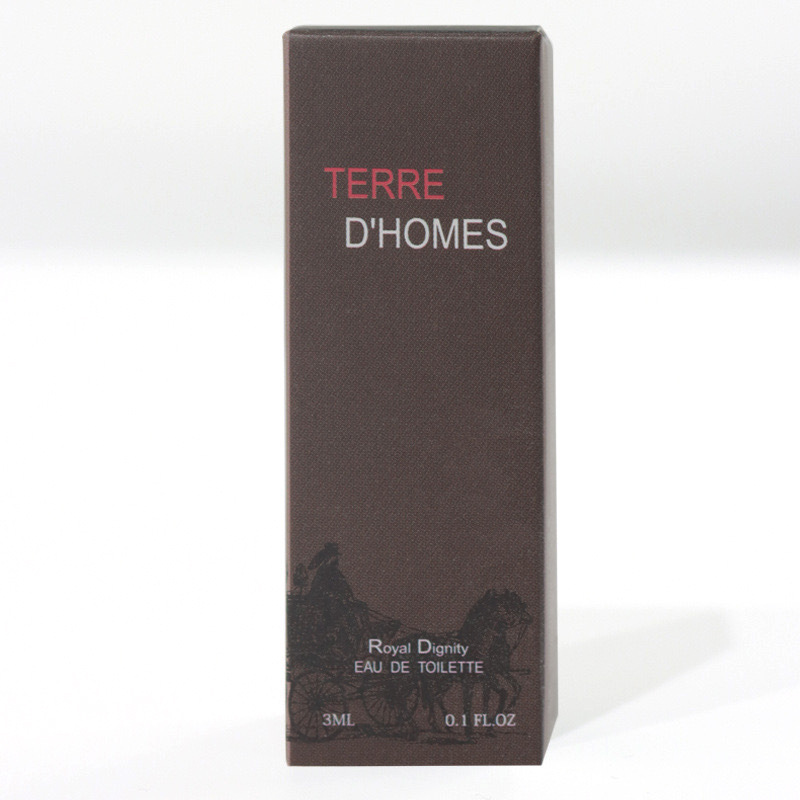 TERRE
D'HOMES
Royal Dignity
EAU DE TOILETTE
3ML 0.1 FL.OZ